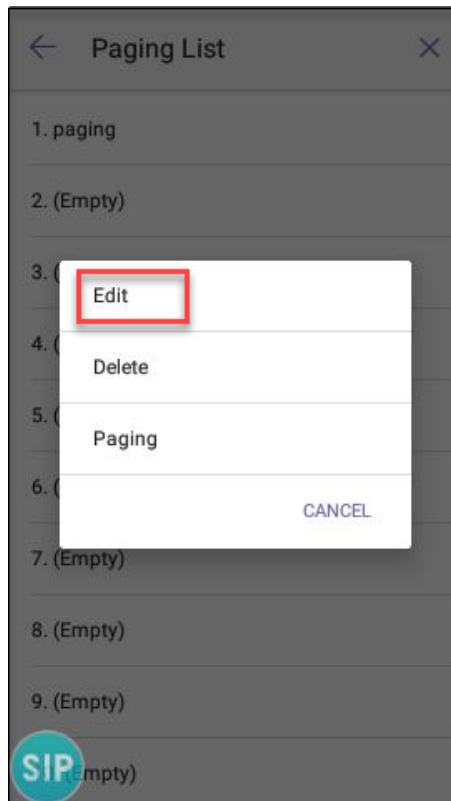 Paging List
1. paging
2. (Empty)
3. (
Edit
4. (
Delete
5. (
Paging
6. (
CANCEL
7. (Empty)
8. (Empty)
9. (Empty)
SIP mpty)